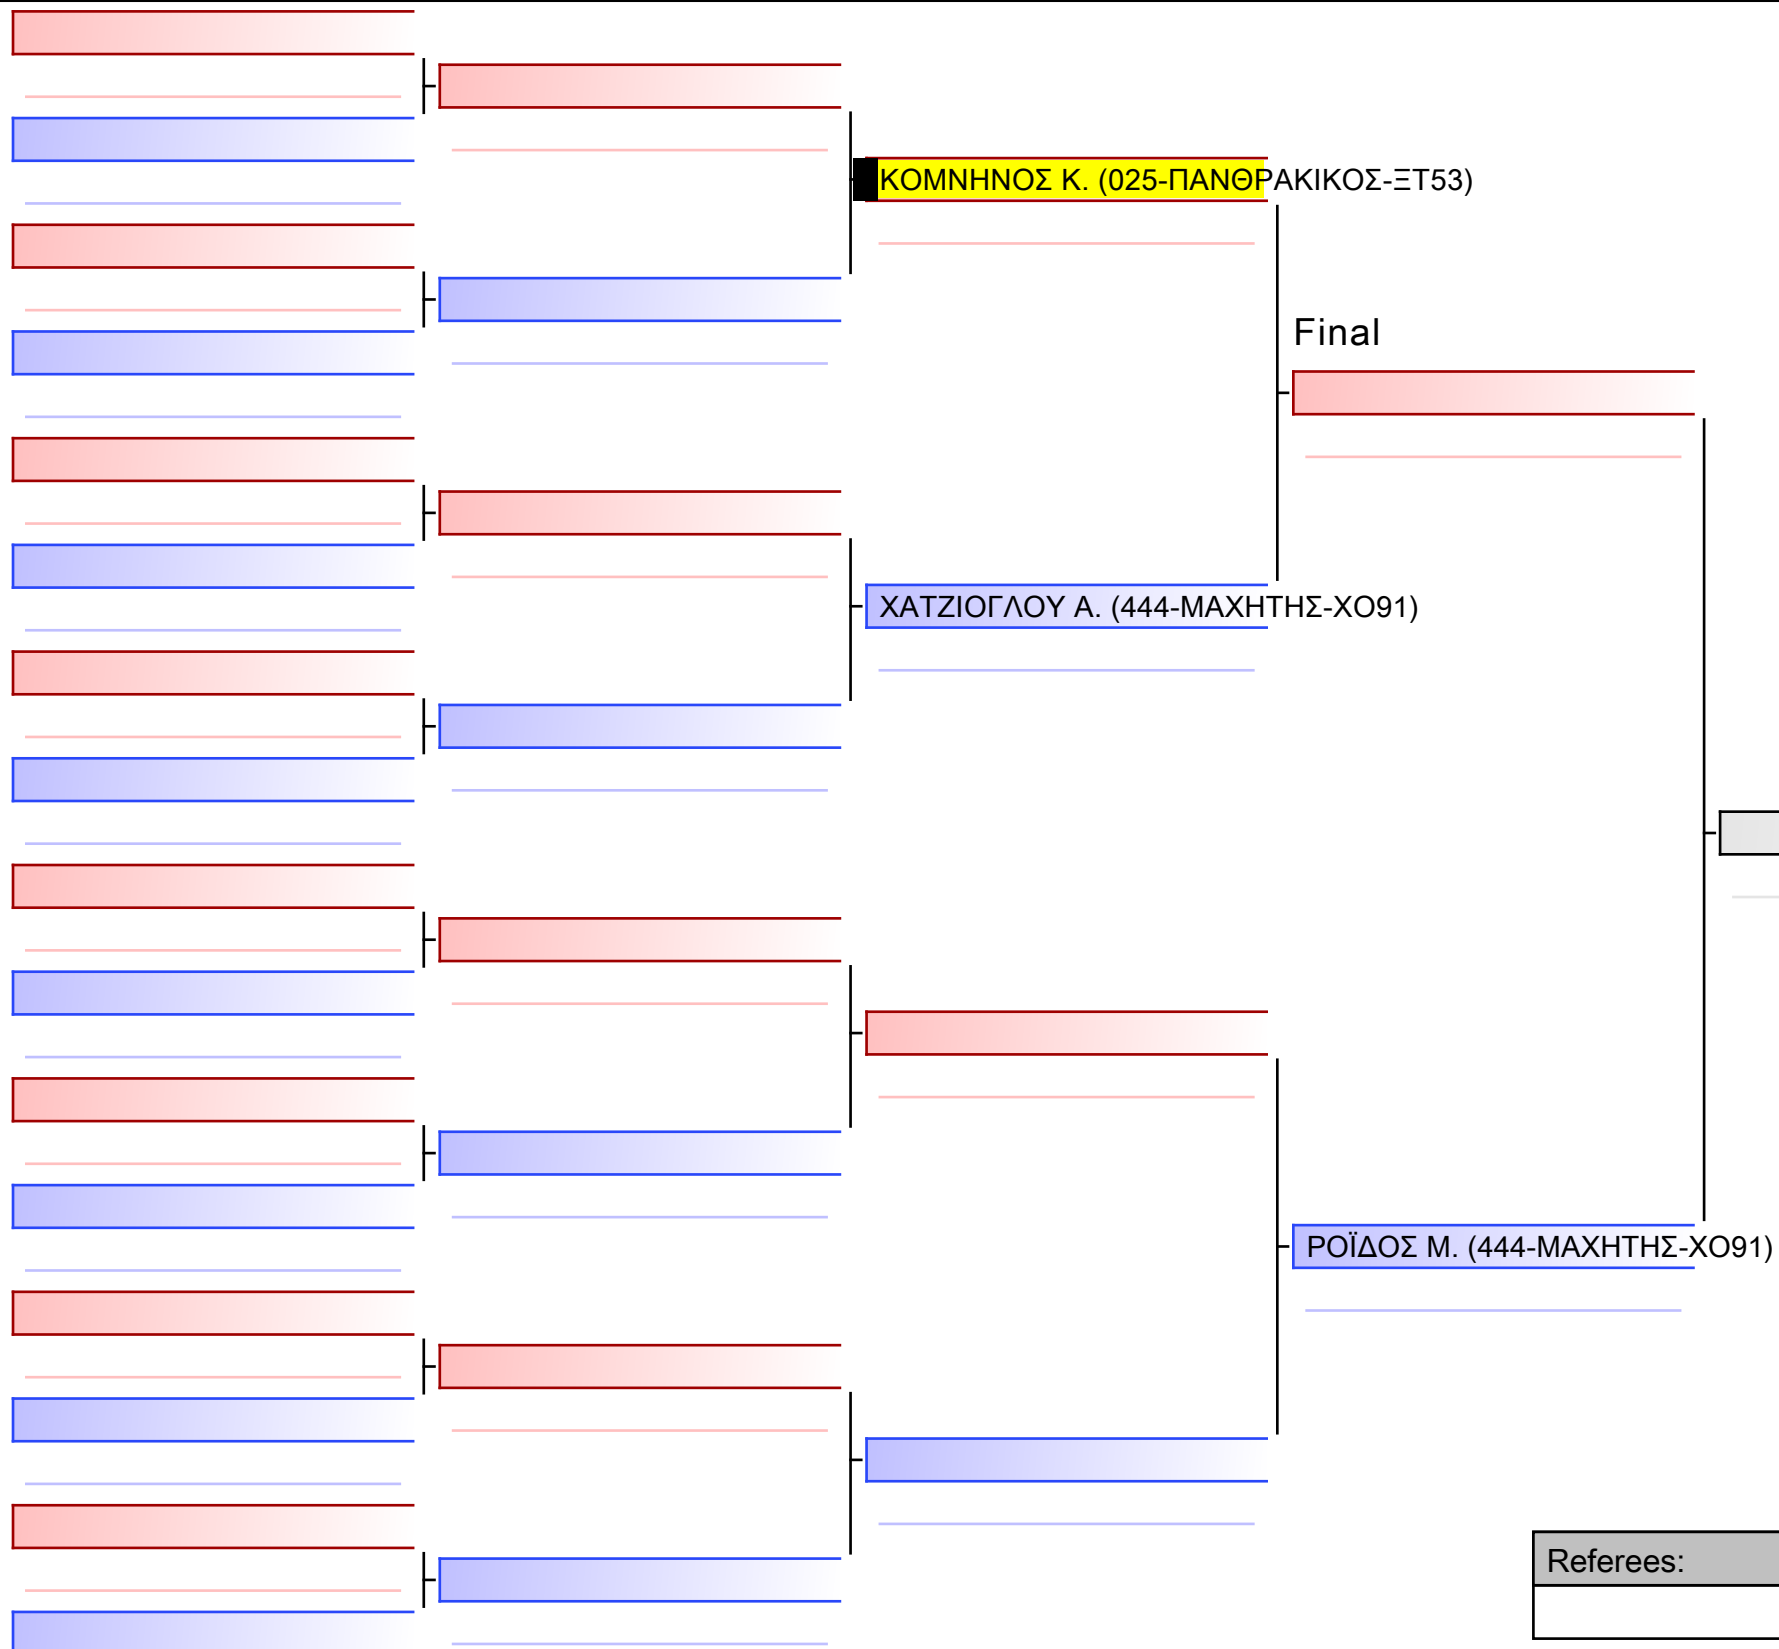 ΚΟΜΝΗΝΟΣ Κ. (025-ΠΑΝΘΡΑΚΙΚΟΣ-ΞΤ53)
Final
ΧΑΤΖΙΟΓΛΟΥ Α. (444-ΜΑΧΗΤΗΣ-ΧΟ91)
ΡΟΪΔΟΣ Μ. (444-ΜΑΧΗΤΗΣ-ΧΟ91)
Referees: